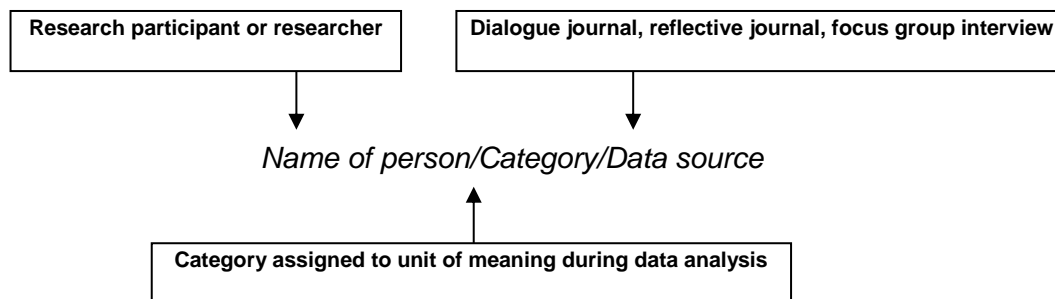 Research participant or researcher
Dialogue journal, reflective journal, focus group interview
Name of person/Category/Data source
Category assigned to unit of meaning during data analysis